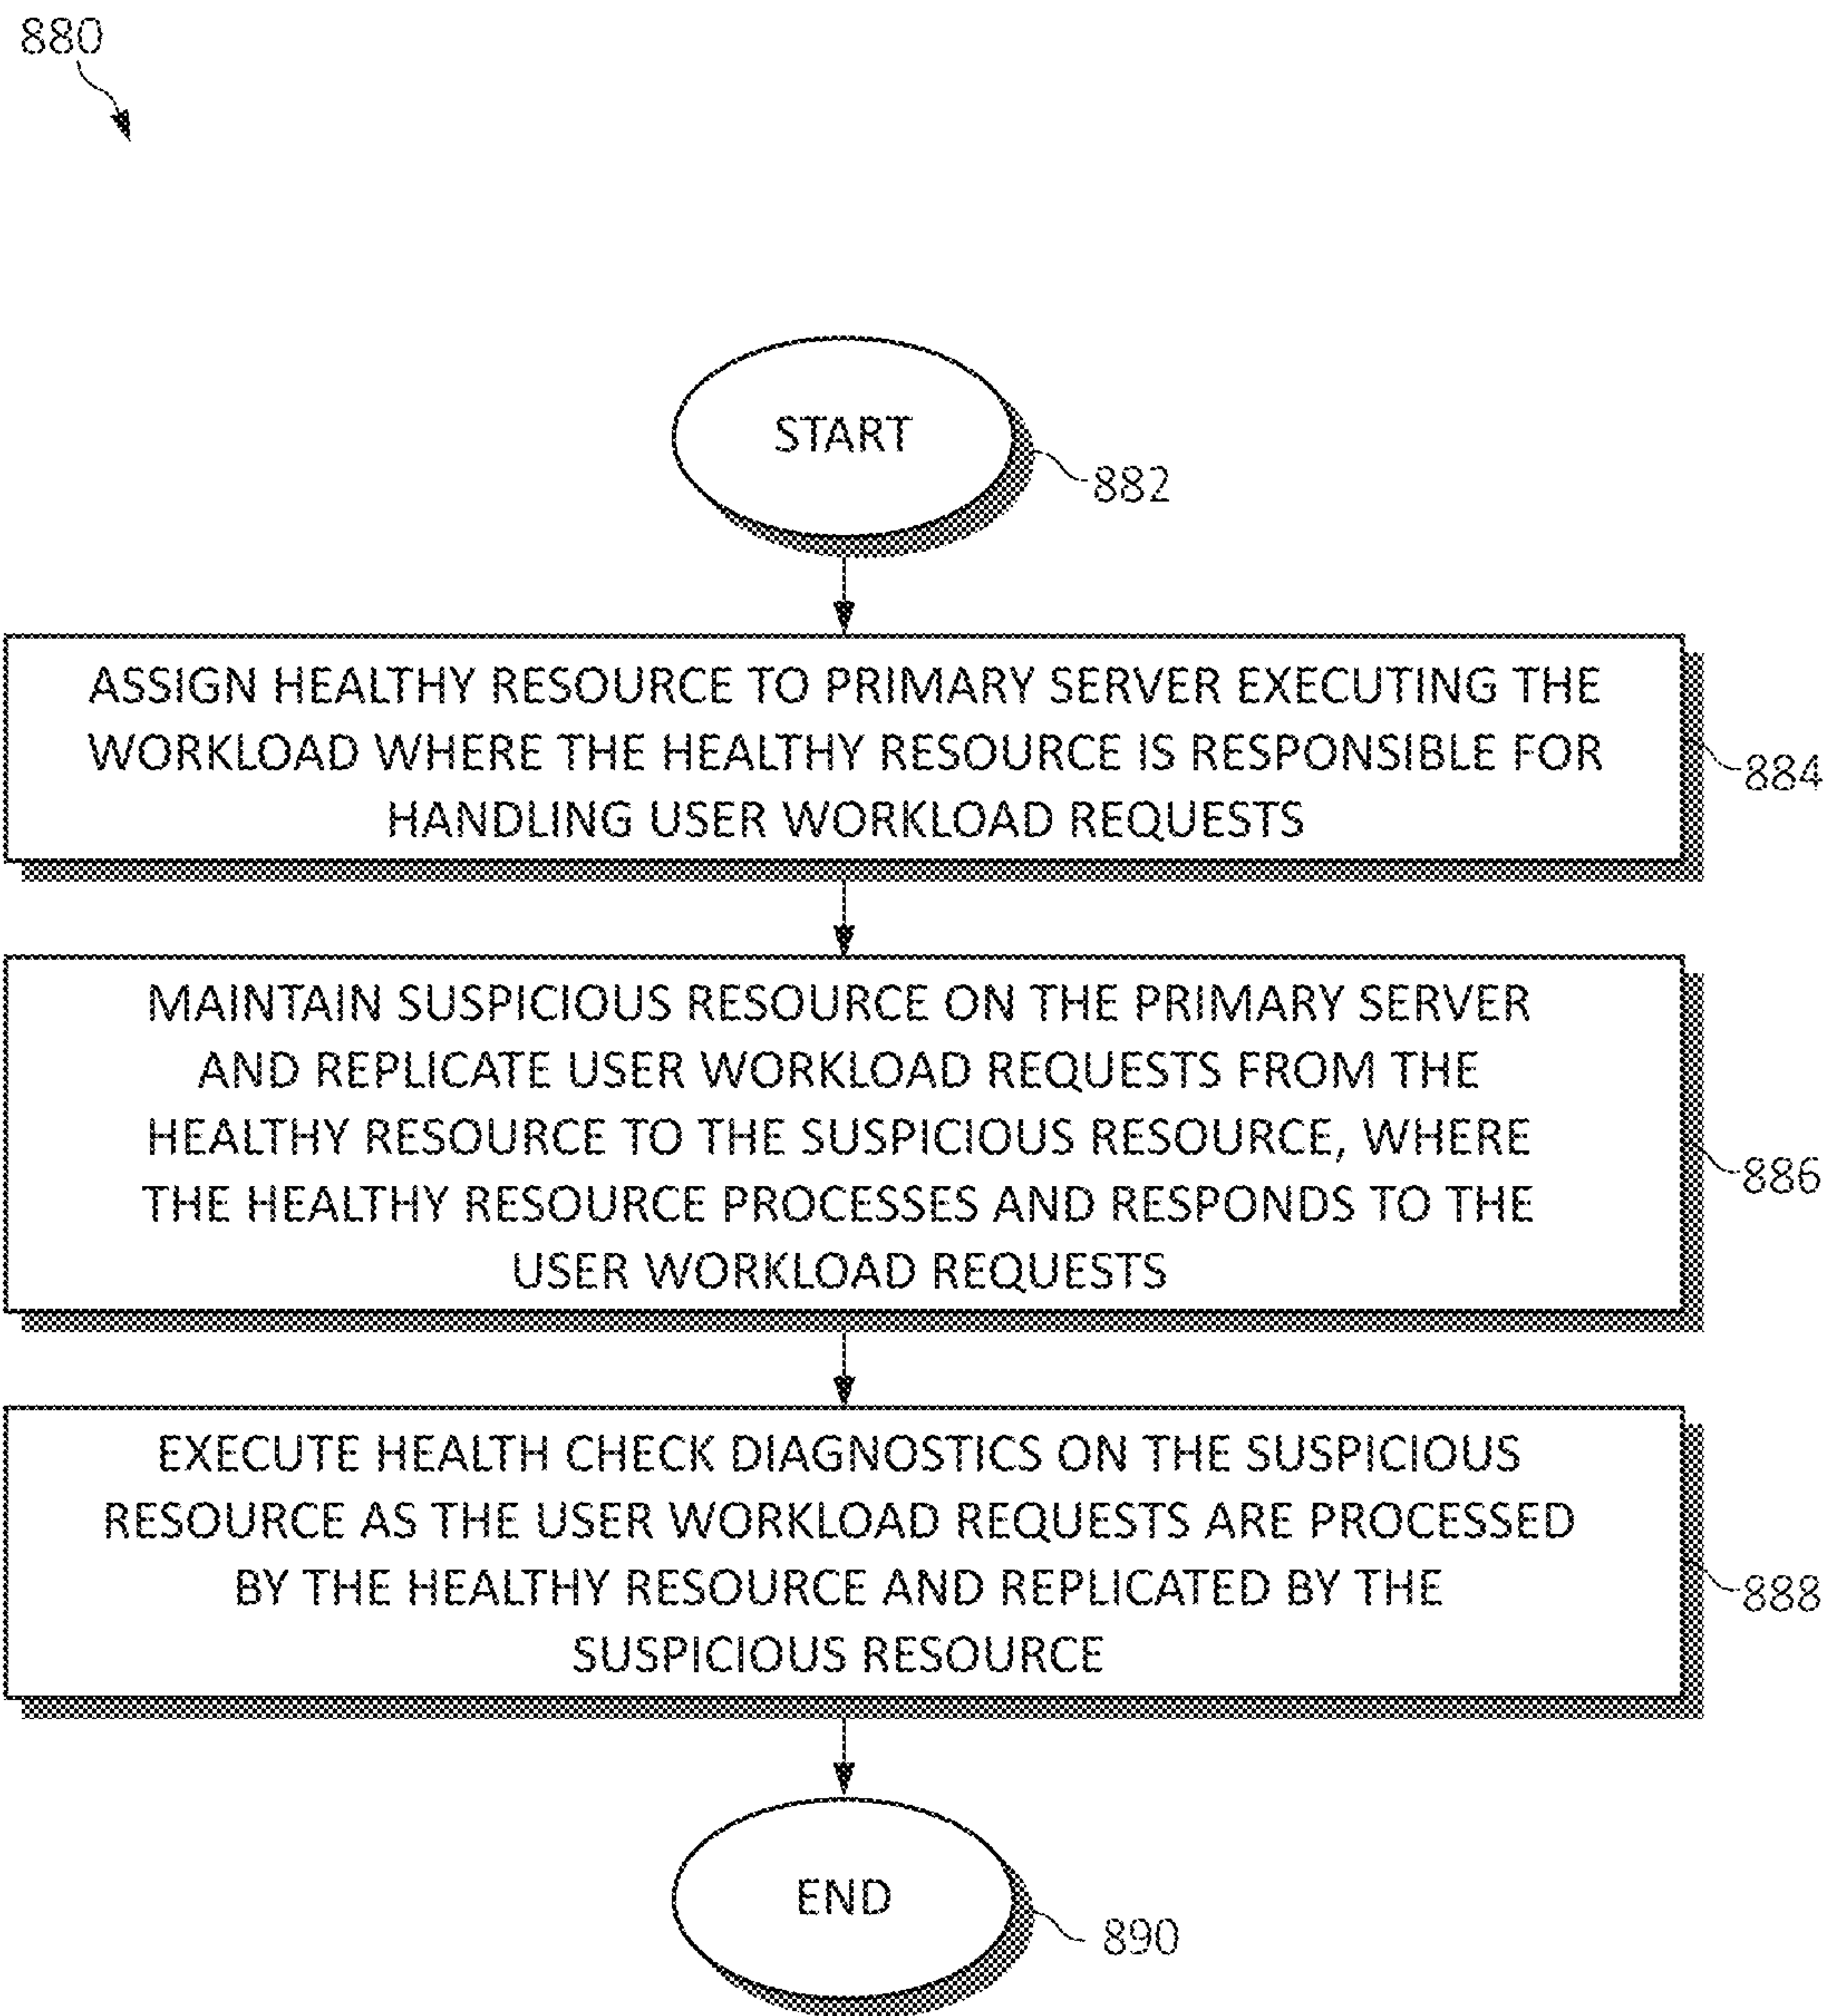 880
START
882
ASSIGN HEALTHY RESOURCE TO PRIMARY SERVER EXECUTING THE
WORKLOAD WHERE THE HEALTHY RESOURCE IS RESPONSIBLE FOR
HANDLING USER WORKLOAD REQUESTS
884
MAINTAIN SUSPICIOUS RESOURCE ON THE PRIMARY SERVER
AND REPLICATE USER WORKLOAD REQUESTS FROM THE
HEALTHY RESOURCE TO THE SUSPICIOUS RESOURCE, WHERE
THE HEALTHY RESOURCE PROCESSES AND RESPONDS TO THE
USER WORKLOAD REQUESTS
886
EXECUTE HEALTH CHECK DIAGNOSTICS ON THE SUSPICIOUS
RESOURCE AS THE USER WORKLOAD REQUESTS ARE PROCESSED
BY THE HEALTHY RESOURCE AND REPLICATED BY THE
SUSPICIOUS RESOURCE
888
END
890